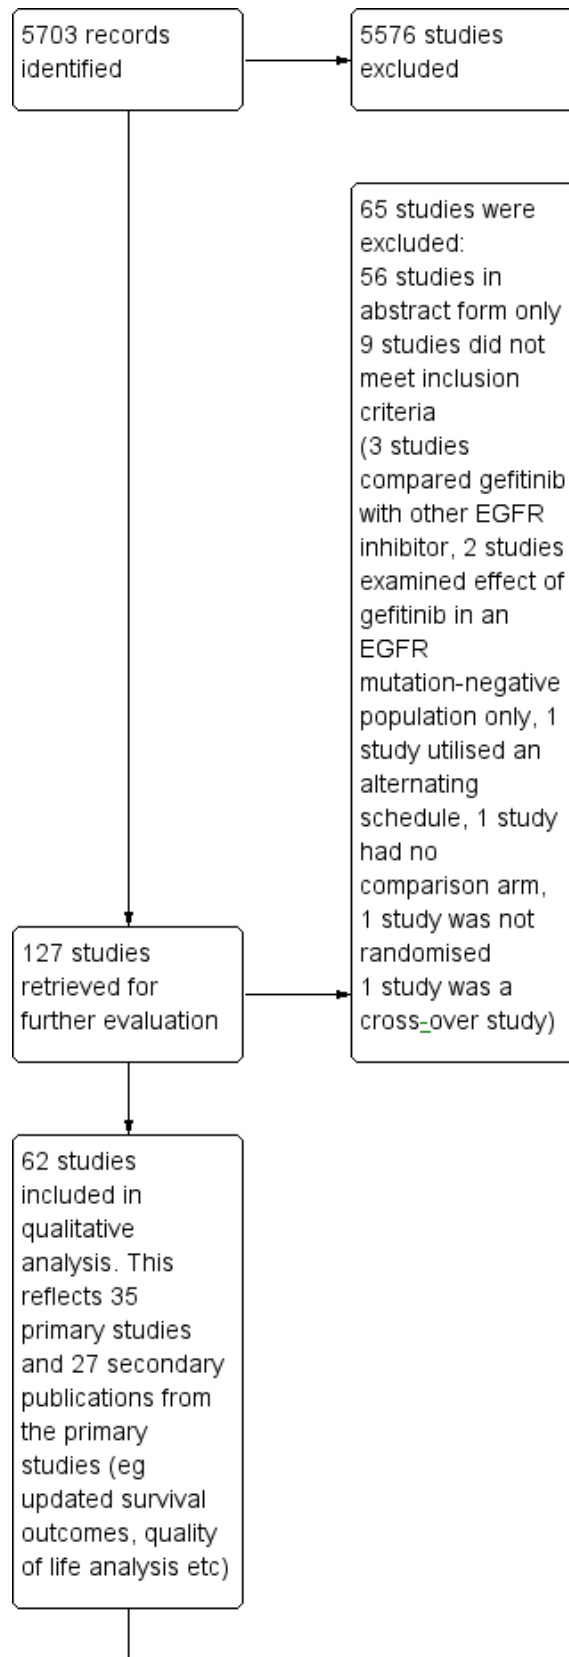 5703 records
identified
5576 studies
excluded
65 studies were
excluded:
56 studies in
abstract form only
9 studies did not
meet inclusion
criteria
(3 studies
compared gefitinib
with other EGFR
inhibitor, 2 studies
examined effect of
gefitinib in an
EGFR
mutation-negative
population only, 1
study utilised an
alternating
schedule, 1 study
had no
comparison arm,
1 study was not
randomised
1 study was a
cross-over study)
127 studies
retrieved for
further evaluation
62 studies
included in
qualitative
analysis. This
reflects 35
primary studies
and 27 secondary
publications from
the primary
studies (eg
updated survival
outcomes, quality
of life analysis etc)